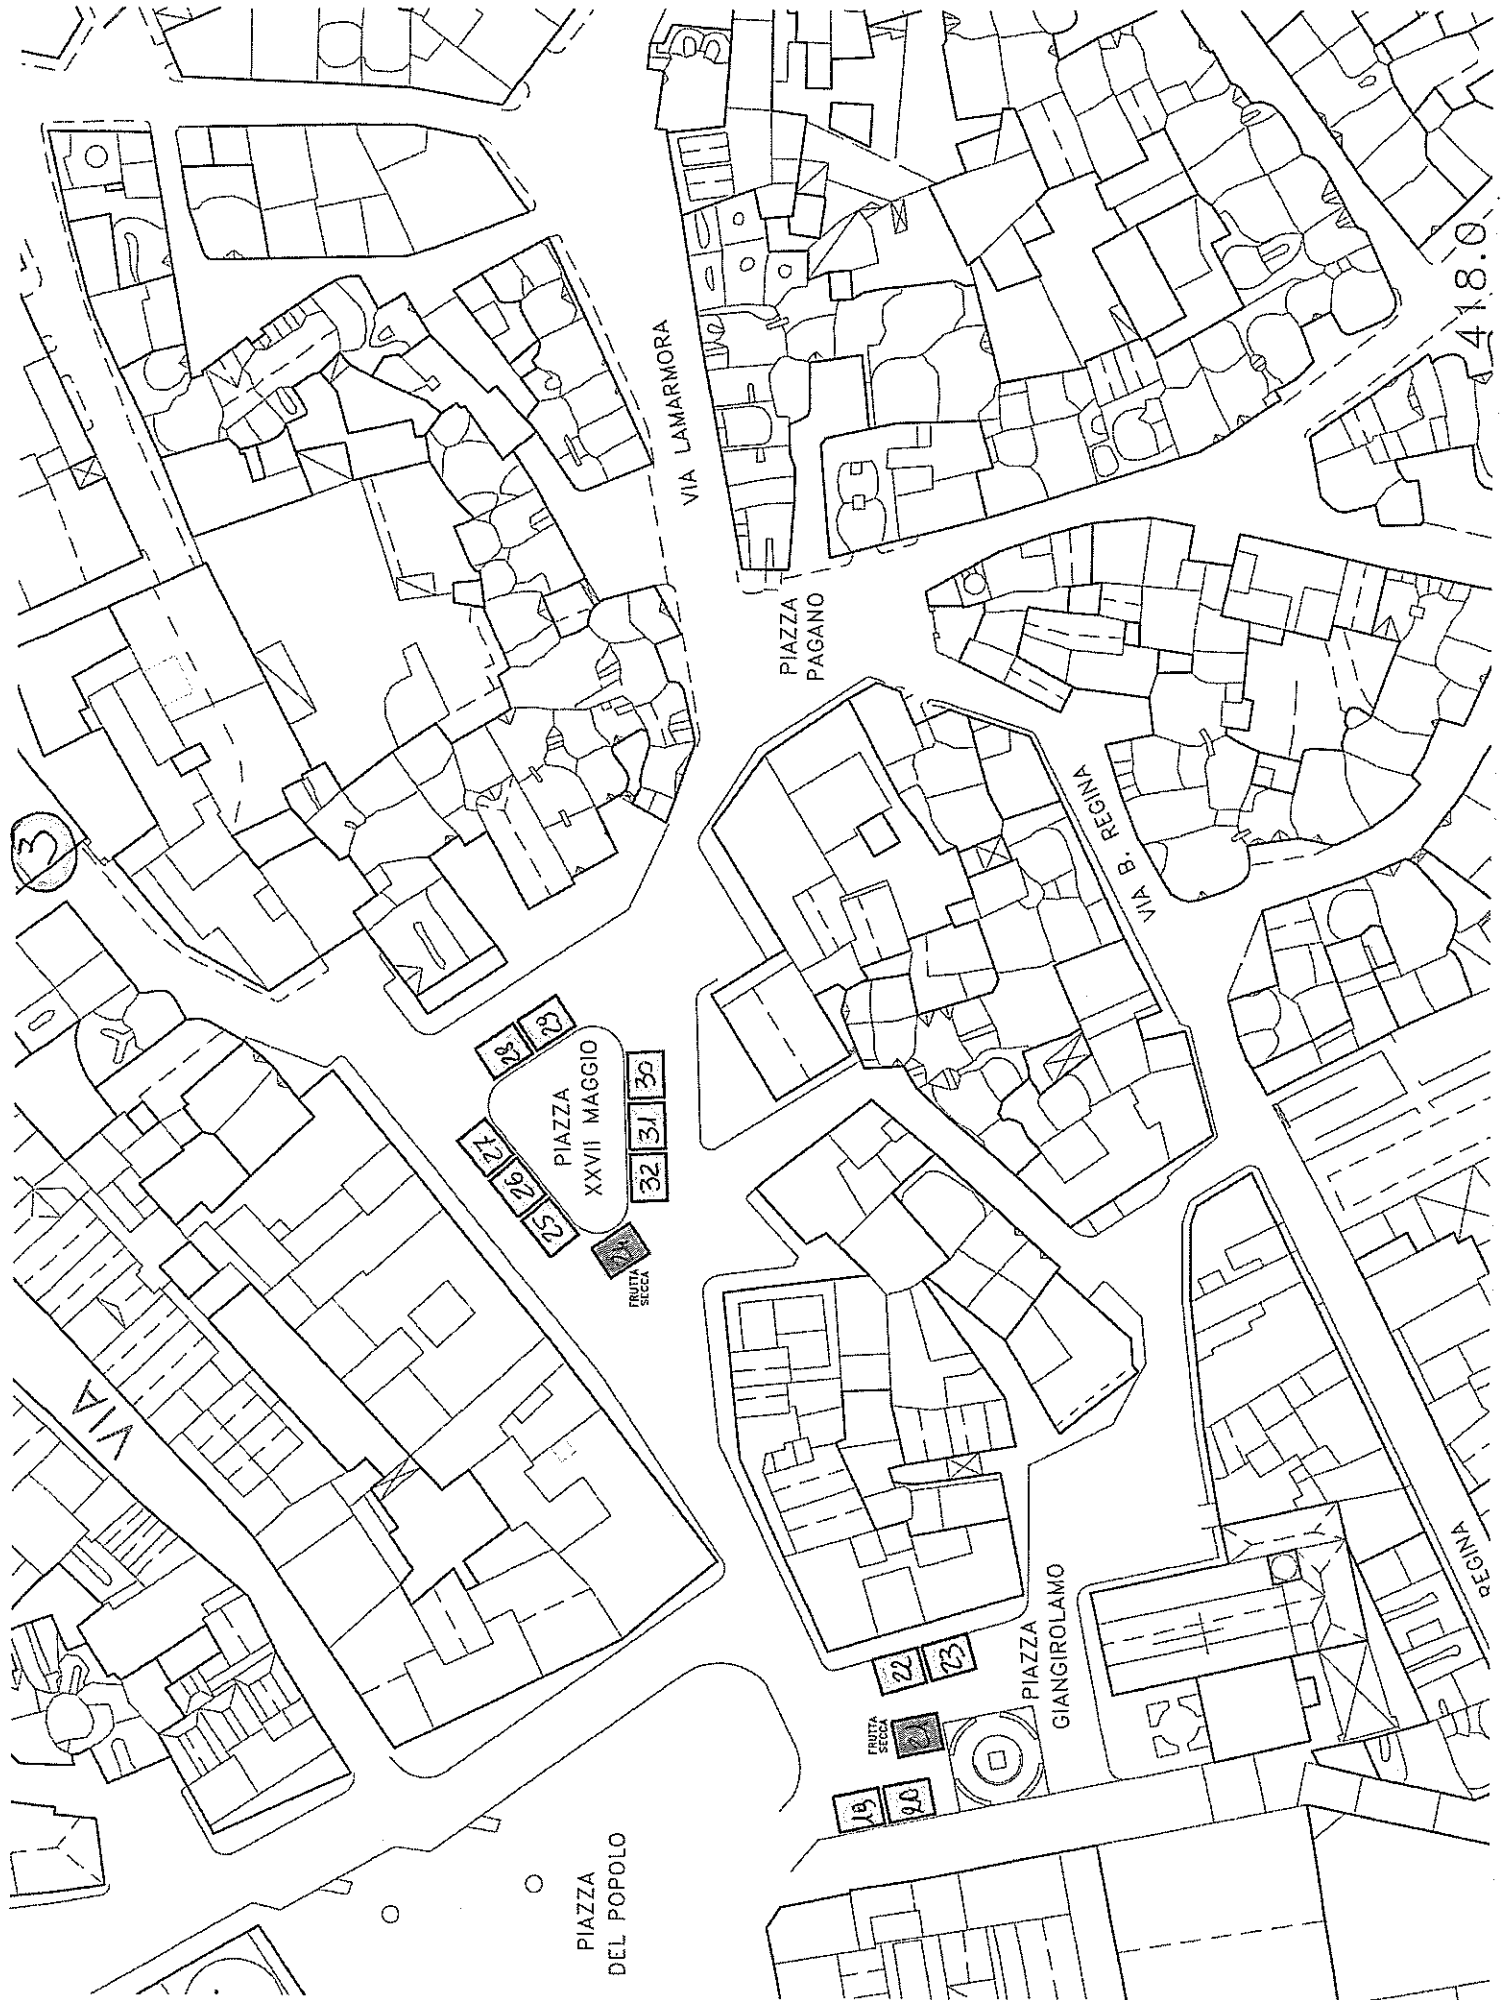 3
VIA LAMARMORA
PIAZZA
PAGANO
VIA B. REGINA
418.0
28
29
PIAZZA
XXVII MAGGIO
27
26
25
30
31
32
24
FRUTTA
SECCA
VIA
PIAZZA
GIANGIROLAMO
REGINA
22
23
FRUTTA
SECCA
21
19
20
PIAZZA
DEL POPOLO